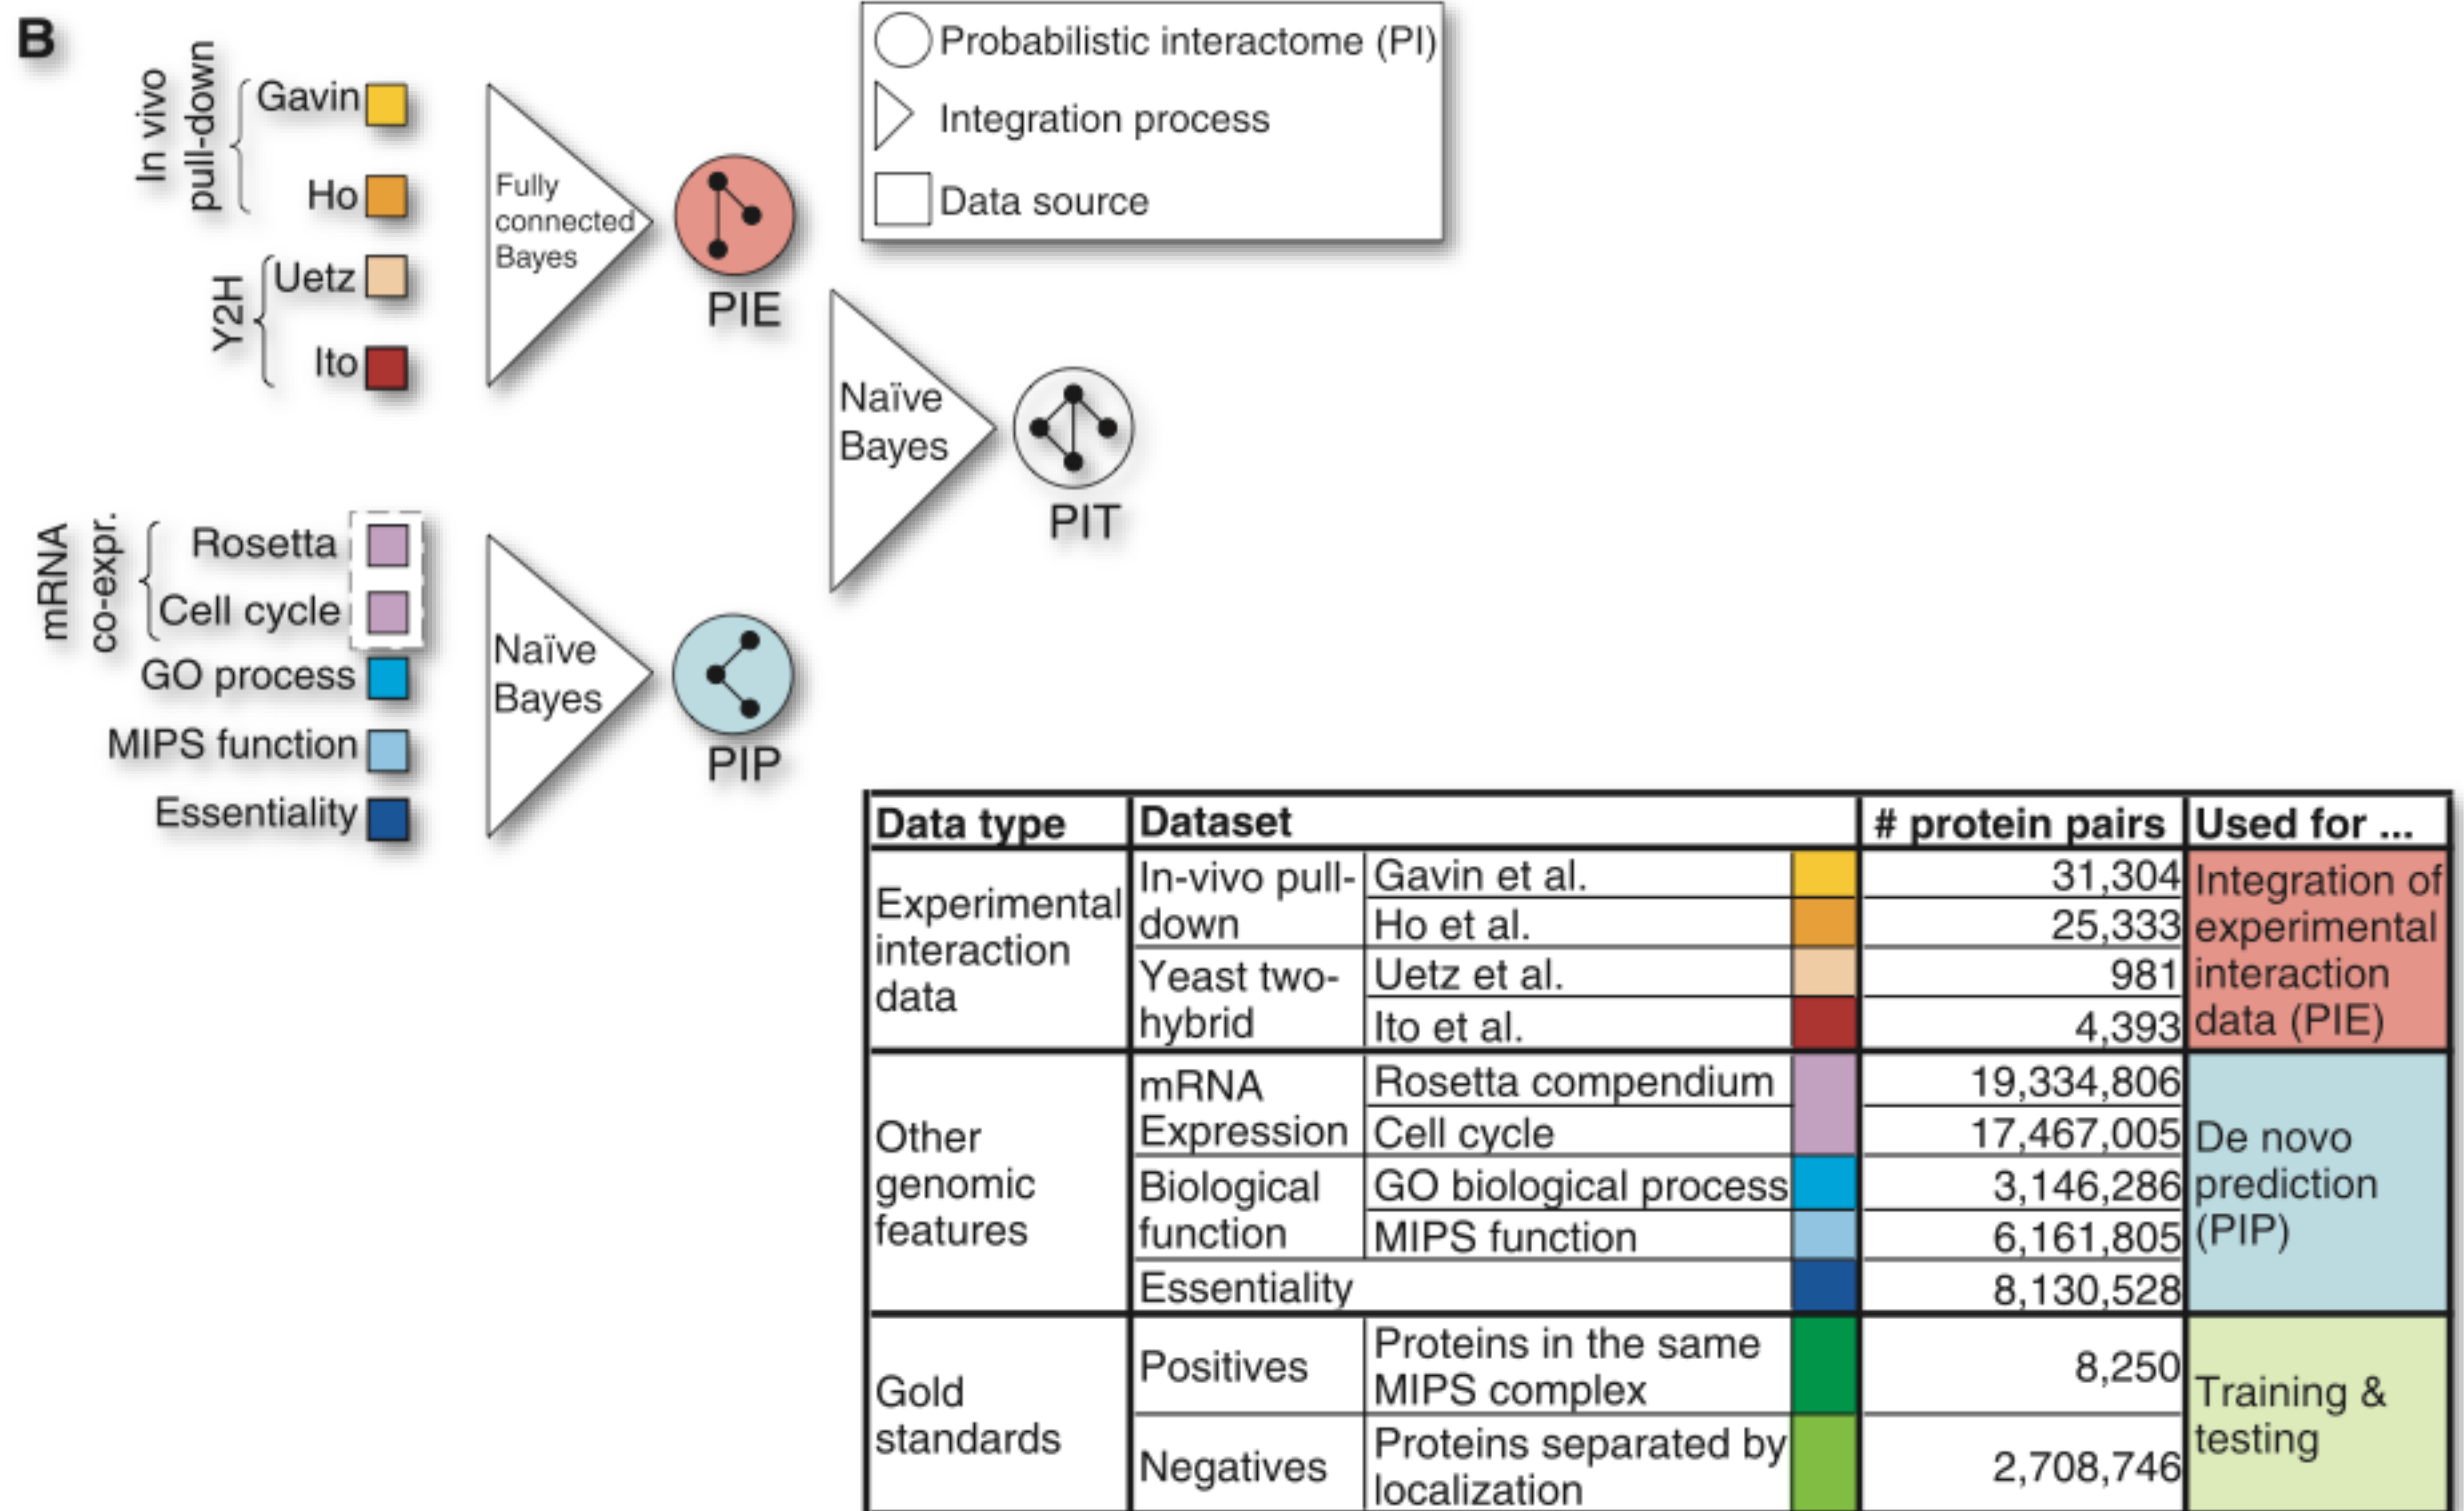 B
In vivo
pull-down
Gavin
Ho
Y2H
Uetz
Ito
Fully
connected
Bayes
PIE
Probabilistic interactome (PI)
Integration process
Data source
Naïve
Bayes
PIT
mRNA
co-expr.
Rosetta
Cell cycle
GO process
MIPS function
Essentiality
Naïve
Bayes
PIP
Data type Dataset # protein pairs Used for ...
Experimental
interaction
data
In-vivo pull-
down
Gavin et al. 31,304
Ho et al. 25,333
Yeast two-
hybrid
Uetz et al. 981
Ito et al. 4,393
Integration of
experimental
interaction
data (PIE)
Other
genomic
features
mRNA
Expression
Rosetta compendium 19,334,806
Cell cycle 17,467,005
Biological
function
GO biological process 3,146,286
MIPS function 6,161,805
Essentiality 8,130,528
De novo
prediction
(PIP)
Gold
standards
Positives
Proteins in the same
MIPS complex
8,250
Negatives
Proteins separated by
localization
2,708,746
Training &
testing